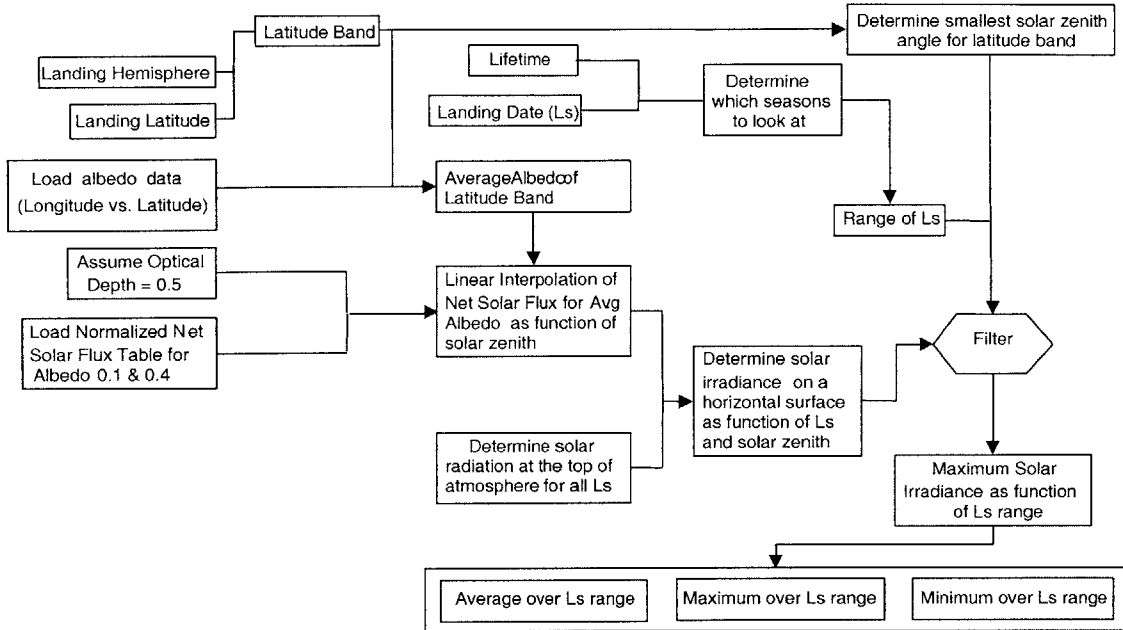 Latitude Band
Determine smallest solar zenith
angle for latitude band
Landing Hemisphere
Landing Latitude
Lifetime
Landing Date (Ls)
Determine
which seasons
to look at
Load albedo data
(Longitude vs. Latitude)
Average Albedo of
Latitude Band
Range of Ls
Assume Optical
Depth = 0.5
Load Normalized Net
Solar Flux Table for
Albedo 0.1 & 0.4
Linear Interpolation of
Net Solar Flux for Avg
Albedo as function of
solar zenith
Determine solar
radiation at the top of
atmosphere for all Ls
Determine solar
irradiance on a
horizontal surface
as function of Ls
and solar zenith
Filter
Maximum Solar
Irradiance as function
of Ls range
Average over Ls range
Maximum over Ls range
Minimum over Ls range